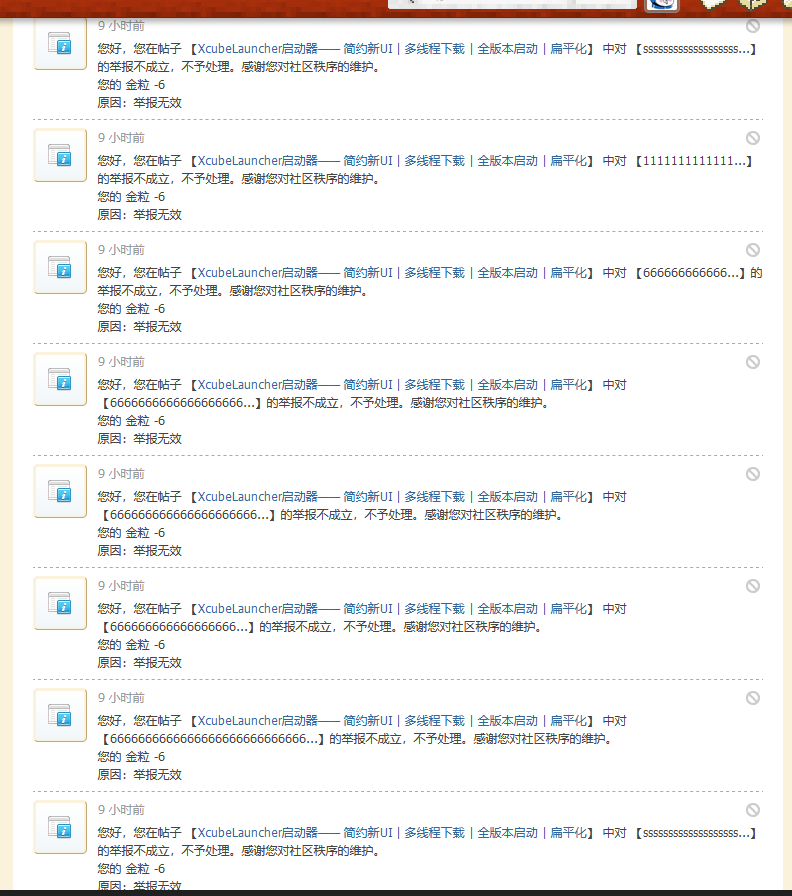 9 小时前
您好，您在帖子 【XcubeLauncher启动器—— 简约新UI | 多线程下载 | 全版本启动 | 扁平化】 中对 【sssssssssssssssssss...】
的举报不成立，不予处理。感谢您对社区秩序的维护。
您的 金粒 -6
原因：举报无效
9 小时前
您好，您在帖子 【XcubeLauncher启动器—— 简约新UI | 多线程下载 | 全版本启动 | 扁平化】 中对 【1111111111111...】
的举报不成立，不予处理。感谢您对社区秩序的维护。
您的 金粒 -6
原因：举报无效
9 小时前
您好，您在帖子 【XcubeLauncher启动器—— 简约新UI | 多线程下载 | 全版本启动 | 扁平化】 中对 【666666666666...】的
举报不成立，不予处理。感谢您对社区秩序的维护。
您的 金粒 -6
原因：举报无效
9 小时前
您好，您在帖子 【XcubeLauncher启动器—— 简约新UI | 多线程下载 | 全版本启动 | 扁平化】 中对
【6666666666666666666...】的举报不成立，不予处理。感谢您对社区秩序的维护。
您的 金粒 -6
原因：举报无效
9 小时前
您好，您在帖子 【XcubeLauncher启动器—— 简约新UI | 多线程下载 | 全版本启动 | 扁平化】 中对
【666666666666666666666...】的举报不成立，不予处理。感谢您对社区秩序的维护。
您的 金粒 -6
原因：举报无效
9 小时前
您好，您在帖子 【XcubeLauncher启动器—— 简约新UI | 多线程下载 | 全版本启动 | 扁平化】 中对
【666666666666666666...】的举报不成立，不予处理。感谢您对社区秩序的维护。
您的 金粒 -6
原因：举报无效
9 小时前
您好，您在帖子 【XcubeLauncher启动器—— 简约新UI | 多线程下载 | 全版本启动 | 扁平化】 中对
【6666666666666666666666666666...】的举报不成立，不予处理。感谢您对社区秩序的维护。
您的 金粒 -6
原因：举报无效
9 小时前
您好，您在帖子 【XcubeLauncher启动器—— 简约新UI | 多线程下载 | 全版本启动 | 扁平化】 中对 【sssssssssssssssssss...】
的举报不成立，不予处理。感谢您对社区秩序的维护。
您的 金粒 -6
原因：举报无效